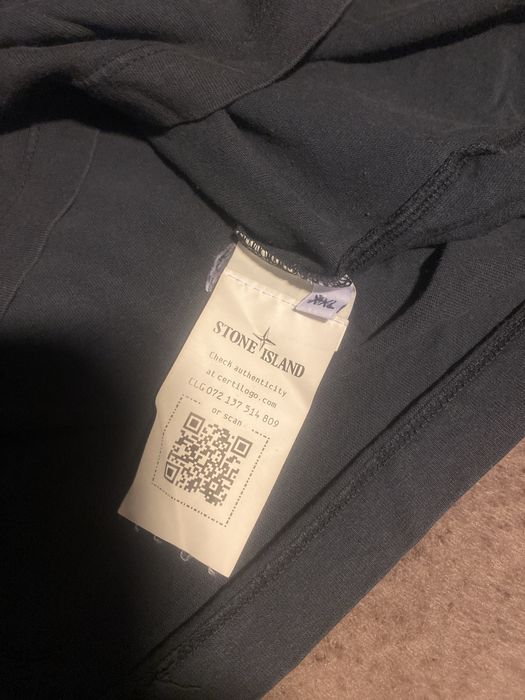 XXL
STONE ISLAND
Check authenticity
at certilogo.com
CLG 072 137 514 809
or scan